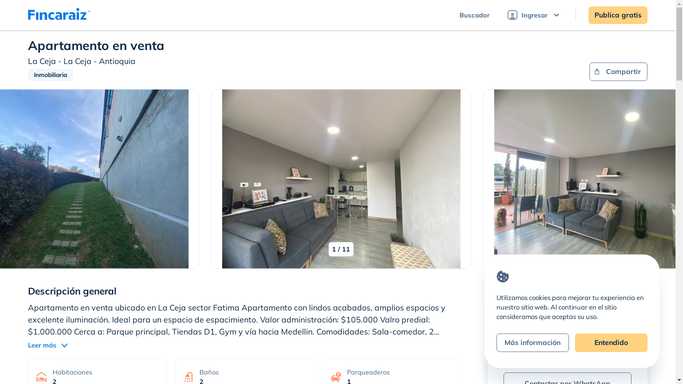 Fincaraiz
Buscador
Ingresar
Publica gratis
Apartamento en venta
La Ceja - La Ceja - Antioquia
Inmobiliaria
Compartir
1 / 11
Descripción general
Apartamento en venta ubicado en La Ceja sector Fatima Apartamento con lindos acabados, amplios espacios y
excelente iluminación. Ideal para un espacio de espacimiento. Valor administración: $105.000 Valro predial:
$1.000.000 Cerca a: Parque principal, Tiendas D1, Gym y vía hacia Medellín. Comodidades: Sala-comedor, 2...
Leer más
Habitaciones
2
Baños
2
Parqueaderos
1
Utilizamos cookies para mejorar tu experiencia en
nuestro sitio web. Al continuar en el sitio
consideramos que aceptas su uso.
Más información
Entendido
Contactar por WhatsApp